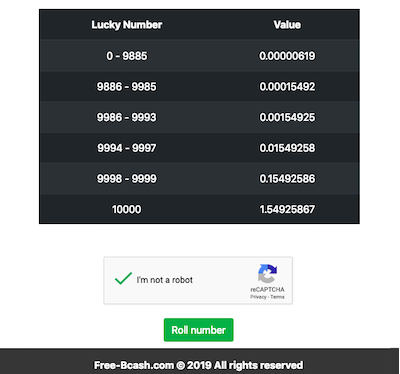 Lucky Number Value
0 - 9885 0.00000619
9886 - 9985 0.00015492
9986 - 9993 0.00154925
9994 - 9997 0.01549258
9998 - 9999 0.15492586
10000 1.54925867
I'm not a robot
reCAPTCHA
Privacy - Terms
Roll number
Free-Bcash.com © 2019 All rights reserved